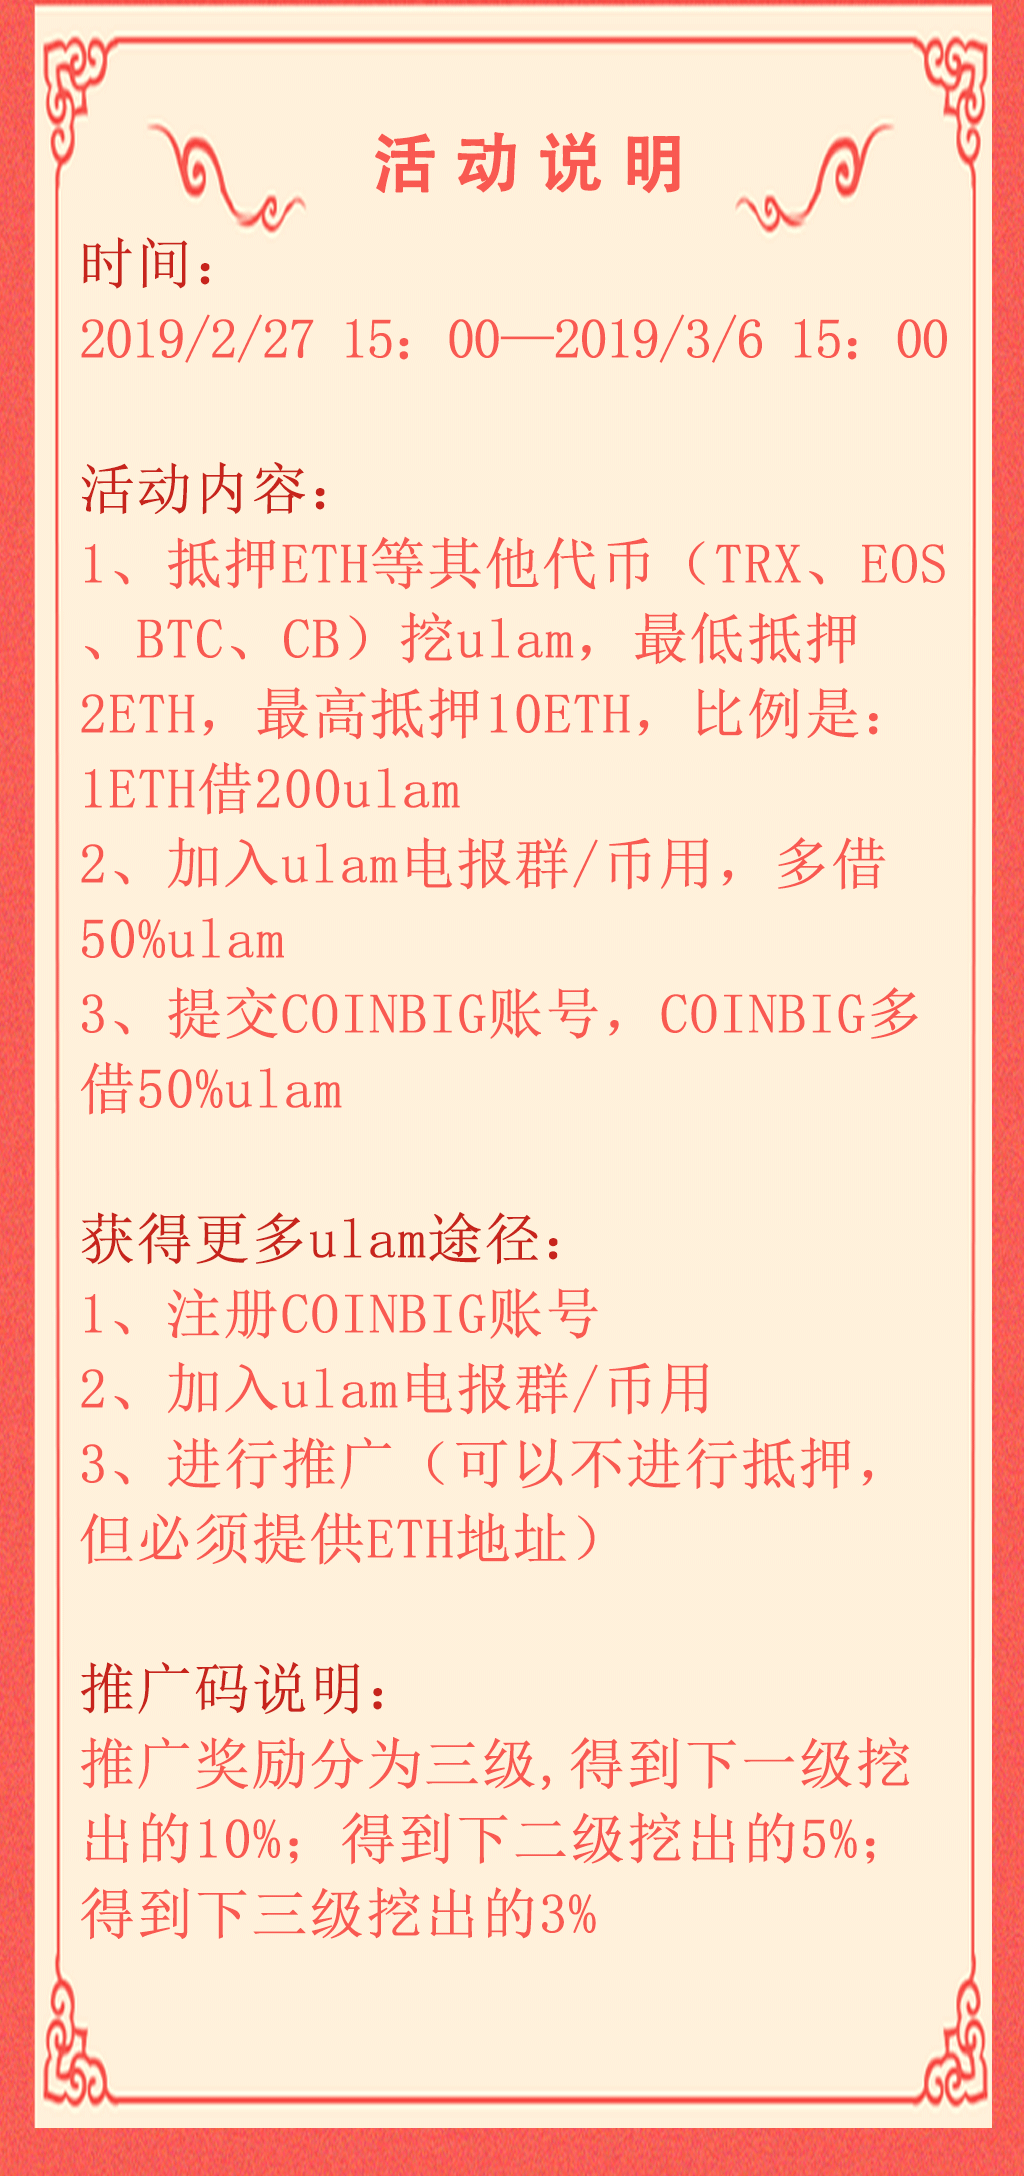 活动说明
时间：
2019/2/27 15：00—2019/3/6 15：00
活动内容：
1、抵押ETH等其他代币（TRX、EOS
、BTC、CB）挖ulam，最低抵押
2ETH，最高抵押10ETH，比例是：
1ETH借200ulam
2、加入ulam电报群/币用，多借
50%ulam
3、提交COINBIG账号，COINBIG多
借50%ulam
获得更多ulam途径：
1、注册COINBIG账号
2、加入ulam电报群/币用
3、进行推广（可以不进行抵押，
但必须提供ETH地址）
推广码说明：
推广奖励分为三级,得到下一级挖
出的10%；得到下二级挖出的5%；
得到下三级挖出的3%